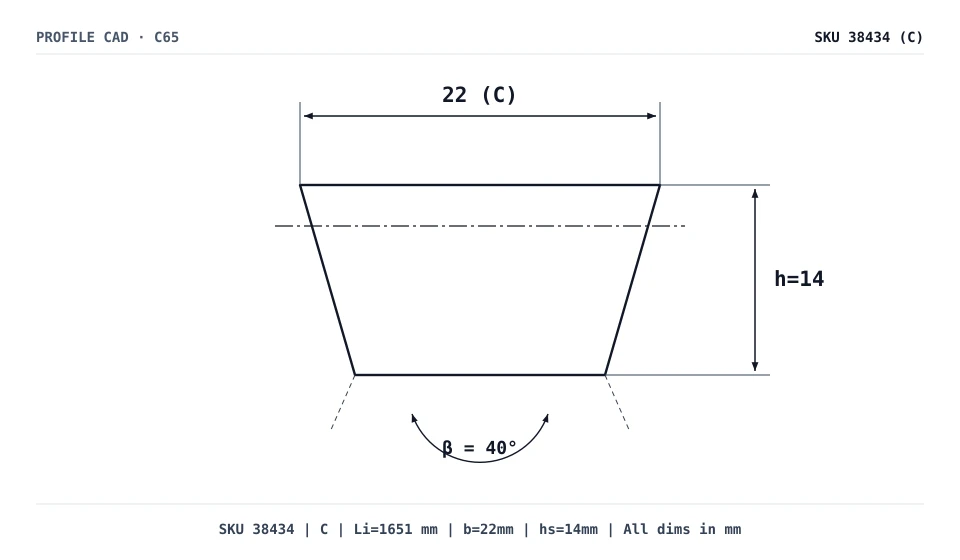 PROFILE CAD · C65
SKU 38434 (C)
22 (C)
h=14
β = 40°
SKU 38434 | C | Li=1651 mm | b=22mm | hs=14mm | All dims in mm